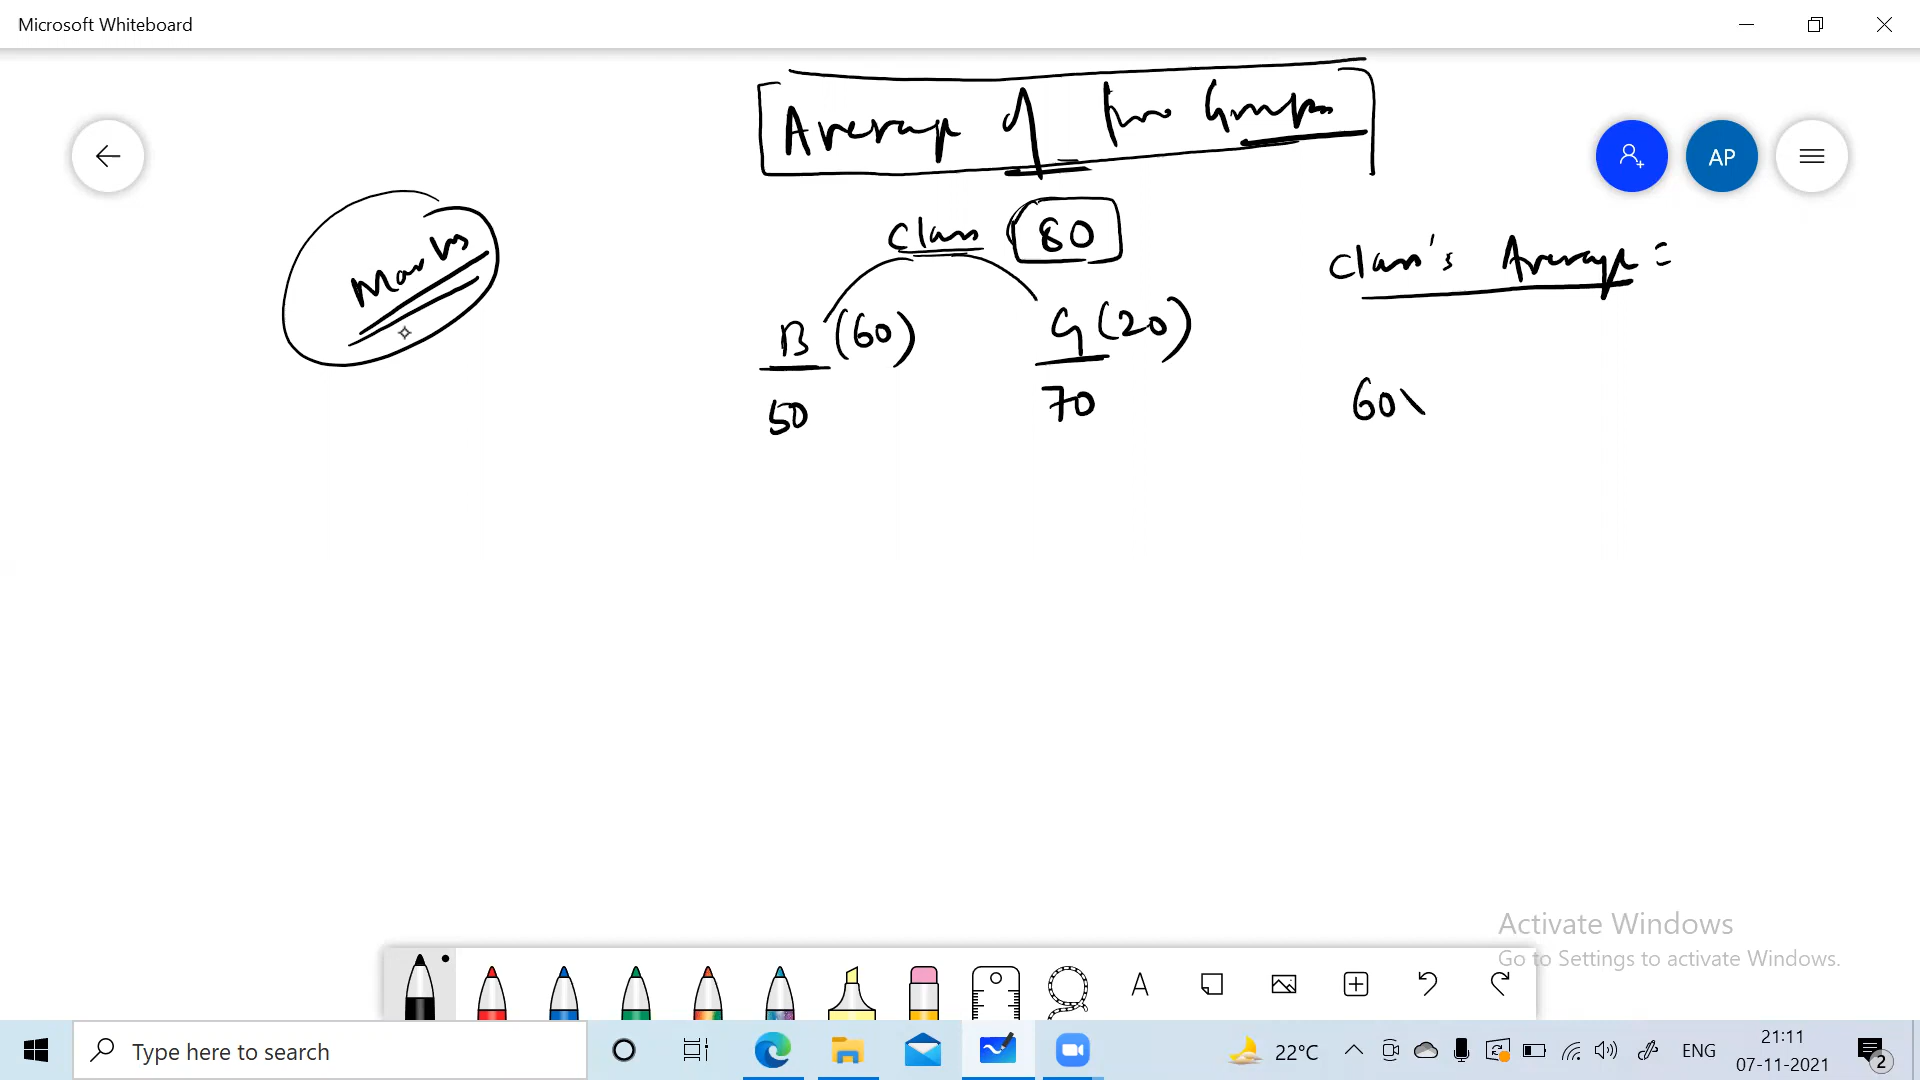 Microsoft Whiteboard
Average of two Groups
AP
Marks
Class 80
Class's Average =
B (60)
G (20)
50
70
60
Activate Windows
Go to Settings to activate Windows.
A
Type here to search
22°C
ENG
21:11
07-11-2021
2